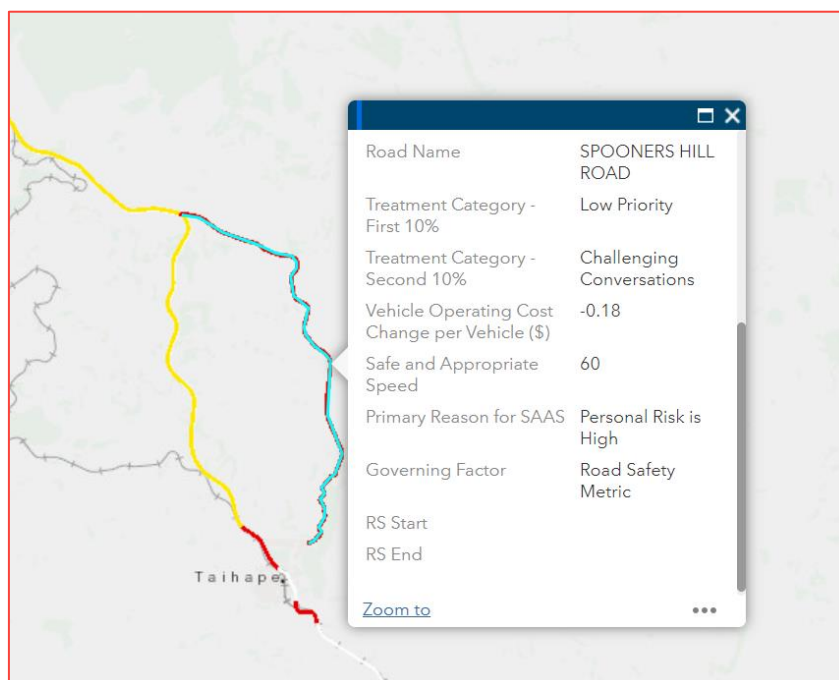 Road Name SPOONERS HILL
ROAD
Treatment Category - Low Priority
First 10%
Treatment Category - Challenging
Second 10% Conversations
Vehicle Operating Cost -0.18
Change per Vehicle ($)
Safe and Appropriate 60
Speed
Primary Reason for SAAS Personal Risk is
High
Governing Factor Road Safety
Metric
RS Start
RS End
Taihape
Zoom to